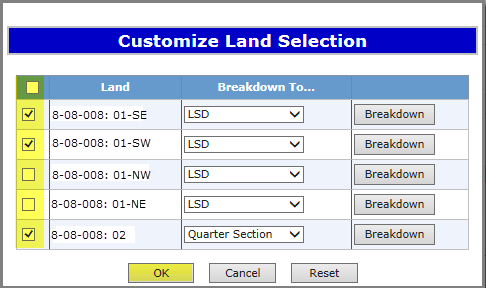 Customize Land Selection
Land Breakdown To...
8-08-008: 01-SE LSD Breakdown
8-08-008: 01-SW LSD Breakdown
8-08-008: 01-NW LSD Breakdown
8-08-008: 01-NE LSD Breakdown
8-08-008: 02 Quarter Section Breakdown
OK Cancel Reset